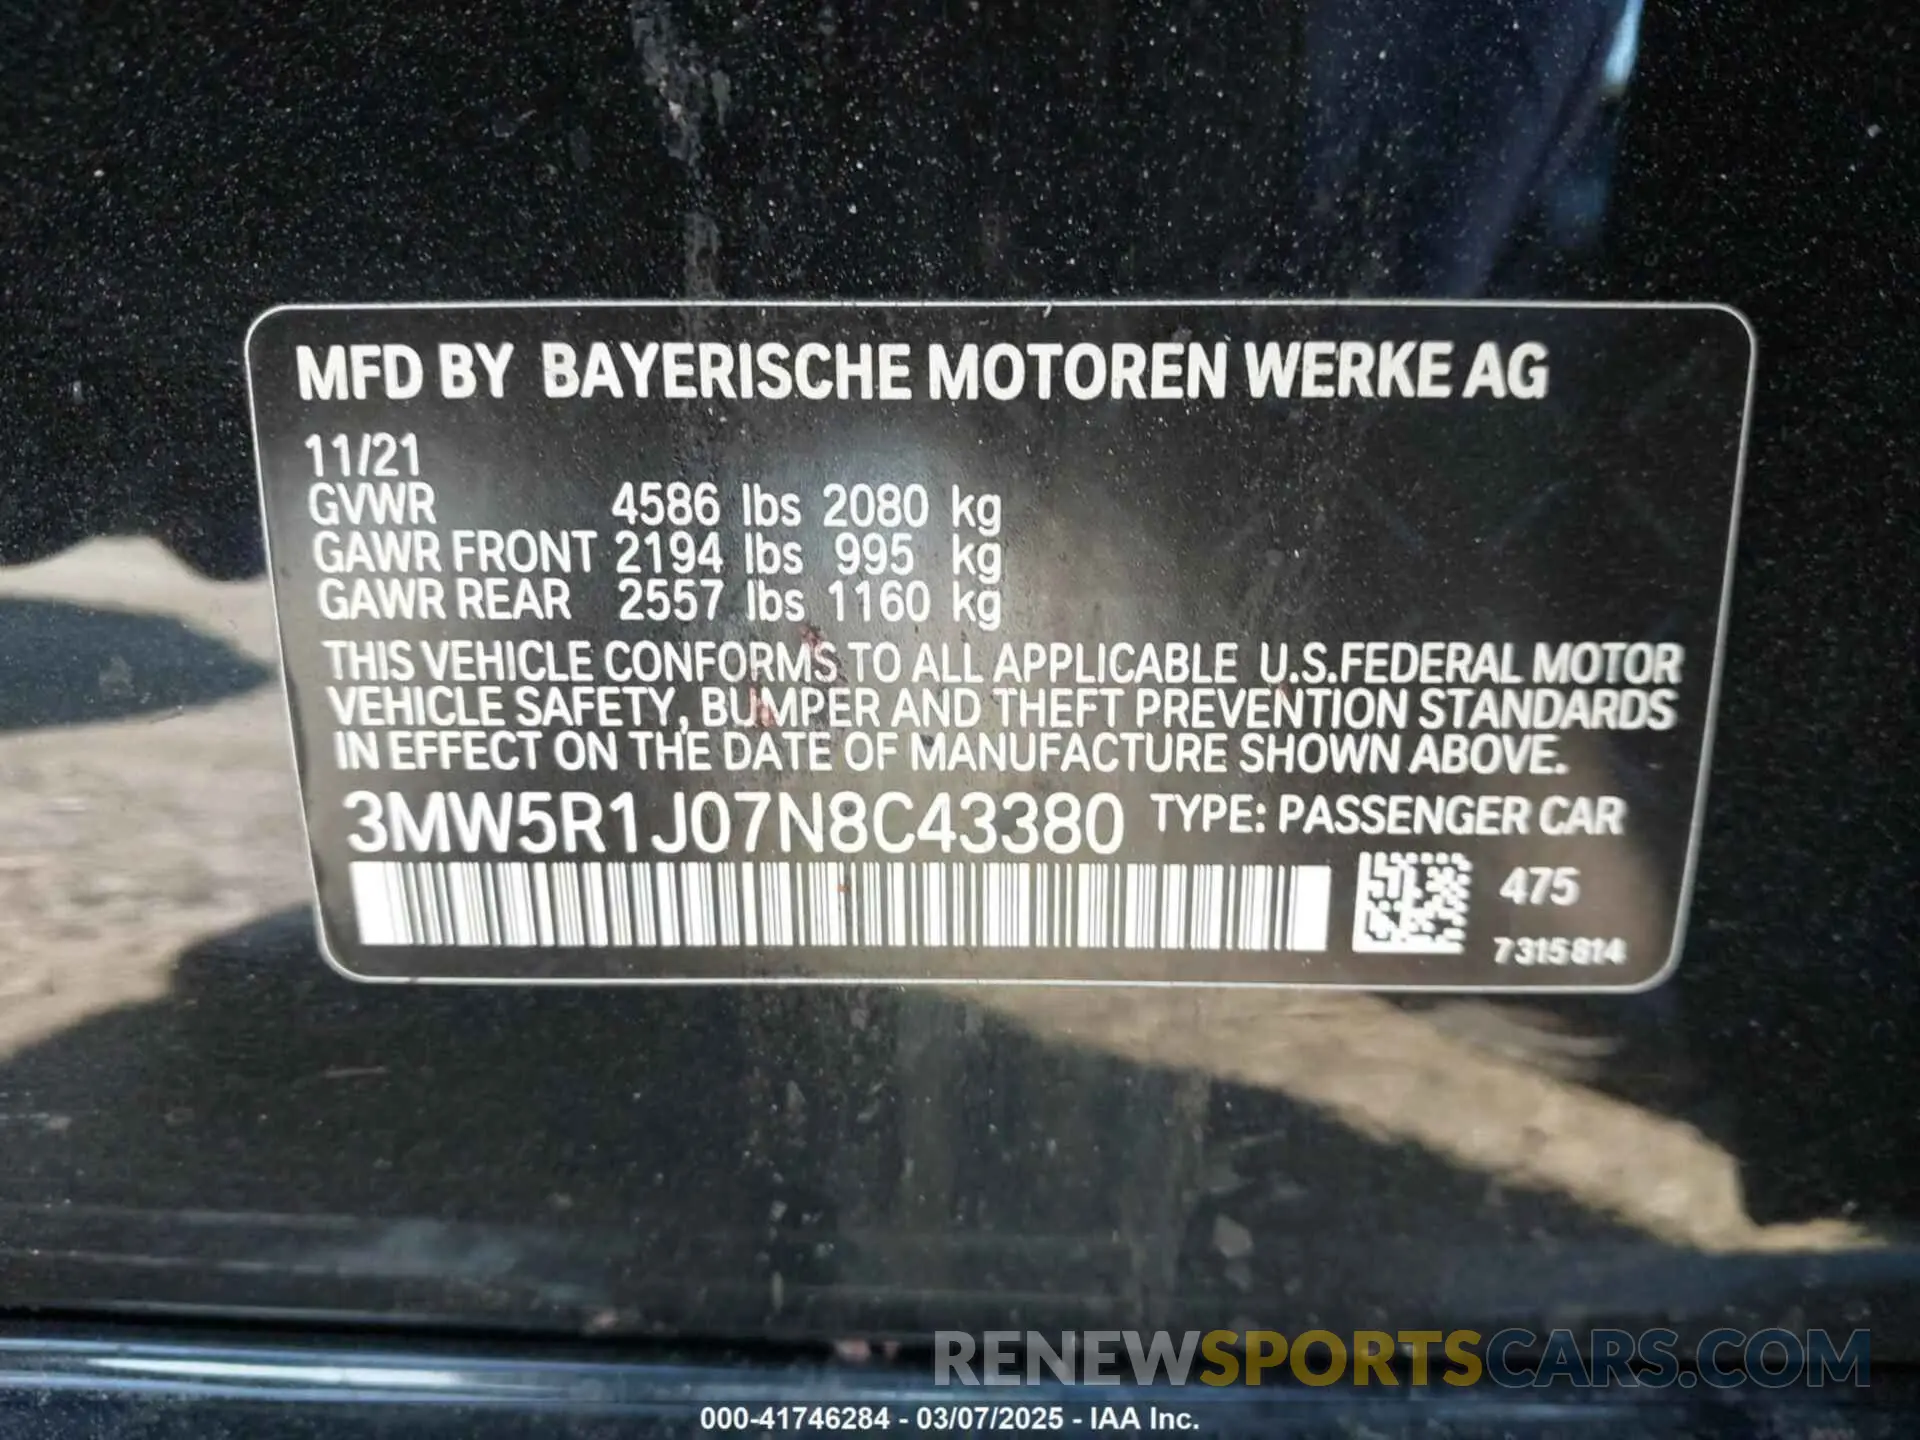 MFD BY BAYERISCHE MOTOREN WERKE AG
11/21
GVWR 4586 lbs 2080 kg
GAWR FRONT 2194 lbs 995 kg
GAWR REAR 2557 lbs 1160 kg
THIS VEHICLE CONFORMS TO ALL APPLICABLE U.S.FEDERAL MOTOR
VEHICLE SAFETY, BUMPER AND THEFT PREVENTION STANDARDS
IN EFFECT ON THE DATE OF MANUFACTURE SHOWN ABOVE.
3MW5R1J07N8C43380 TYPE: PASSENGER CAR
475
7315814
RENEWSPORTSCARS.COM
000-41746284 - 03/07/2025 - IAA Inc.